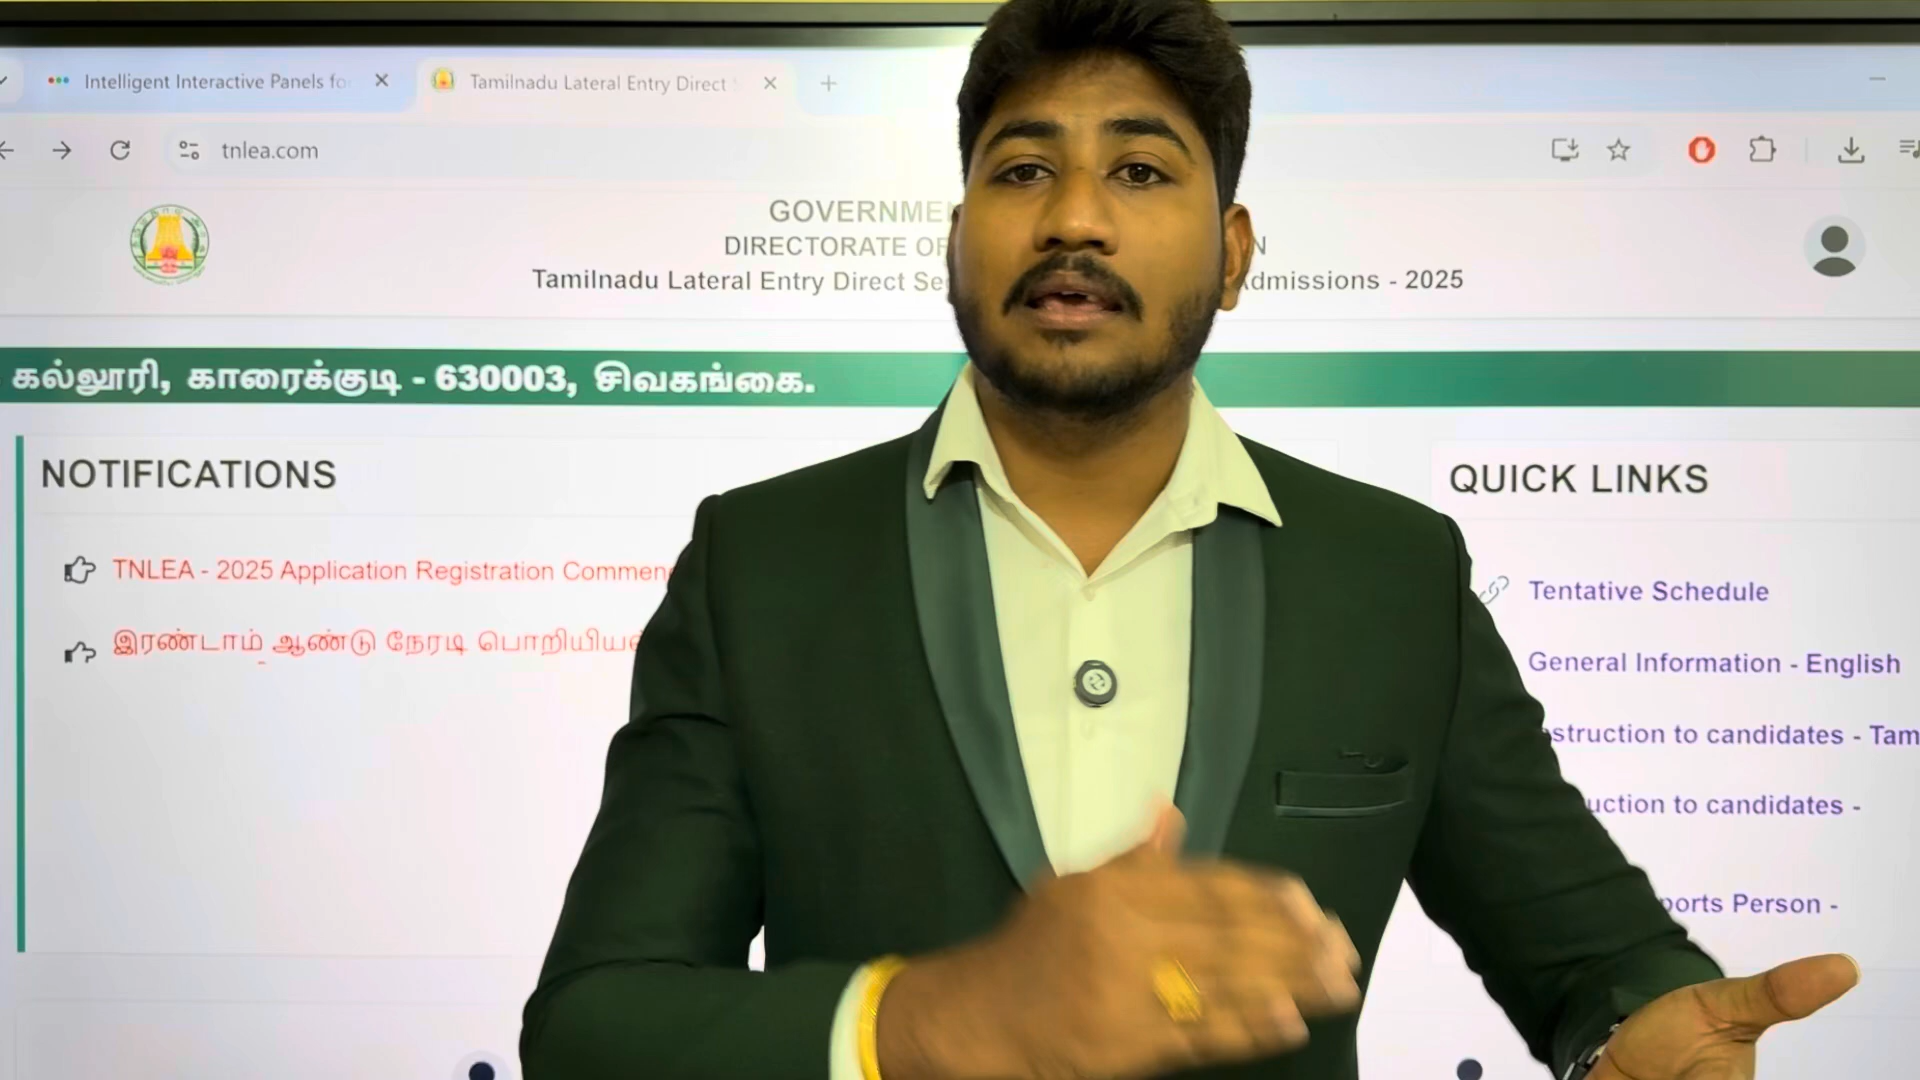 Intelligent Interactive Panels fo
Tamilnadu Lateral Entry Direct
tnlea.com
GOVERNME
DIRECTORATE OF N
Tamilnadu Lateral Entry Direct Se dmissions - 2025
கல்லூரி, காரைக்குடி - 630003, சிவகங்கை.
NOTIFICATIONS
TNLEA - 2025 Application Registration Commen
இரண்டாம் ஆண்டு நேரடி பொறியியல்
QUICK LINKS
Tentative Schedule
General Information - English
struction to candidates - Tam
uction to candidates -
ports Person -